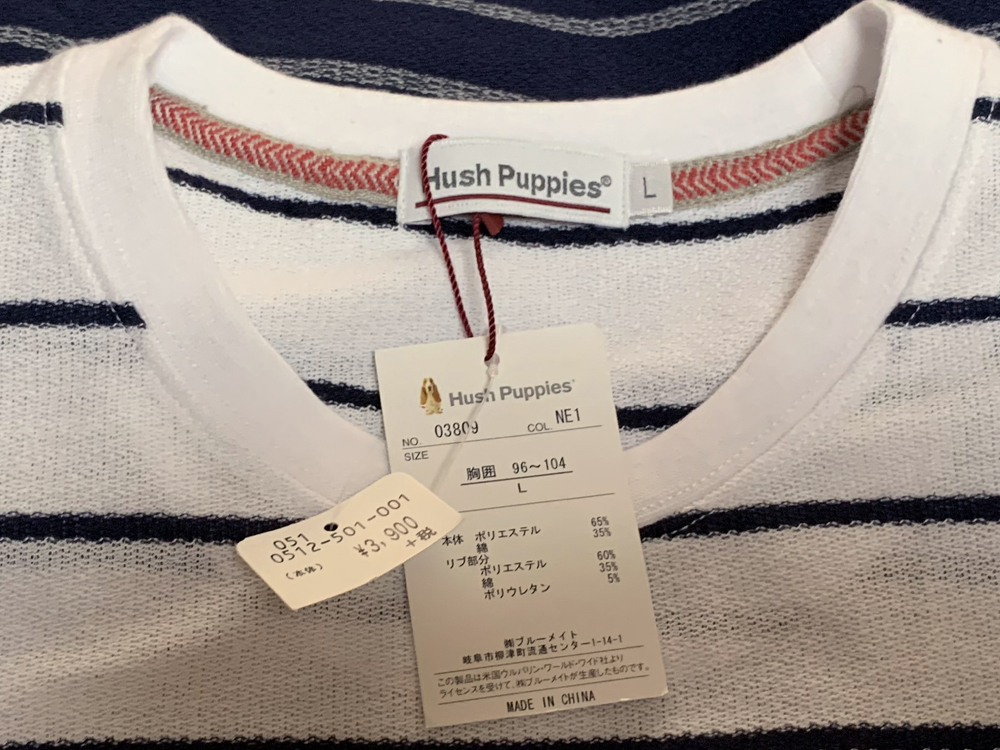 Hush Puppies®
L
Hush Puppies®
NO. 03809 COL. NE1
SIZE
胸囲 96～104
L
本体 ポリエステル 65%
綿 35%
リブ部分
ポリエステル 60%
綿 35%
ポリウレタン 5%
㈱ブルーメイト
岐阜市柳津町流通センター1-14-1
この製品は米国ウルバリン・ワールド・ワイド社より
ライセンスを受けて、㈱ブルーメイトが生産したものです。
MADE IN CHINA
051
0512-501-001
(本体) ¥3,900
+税